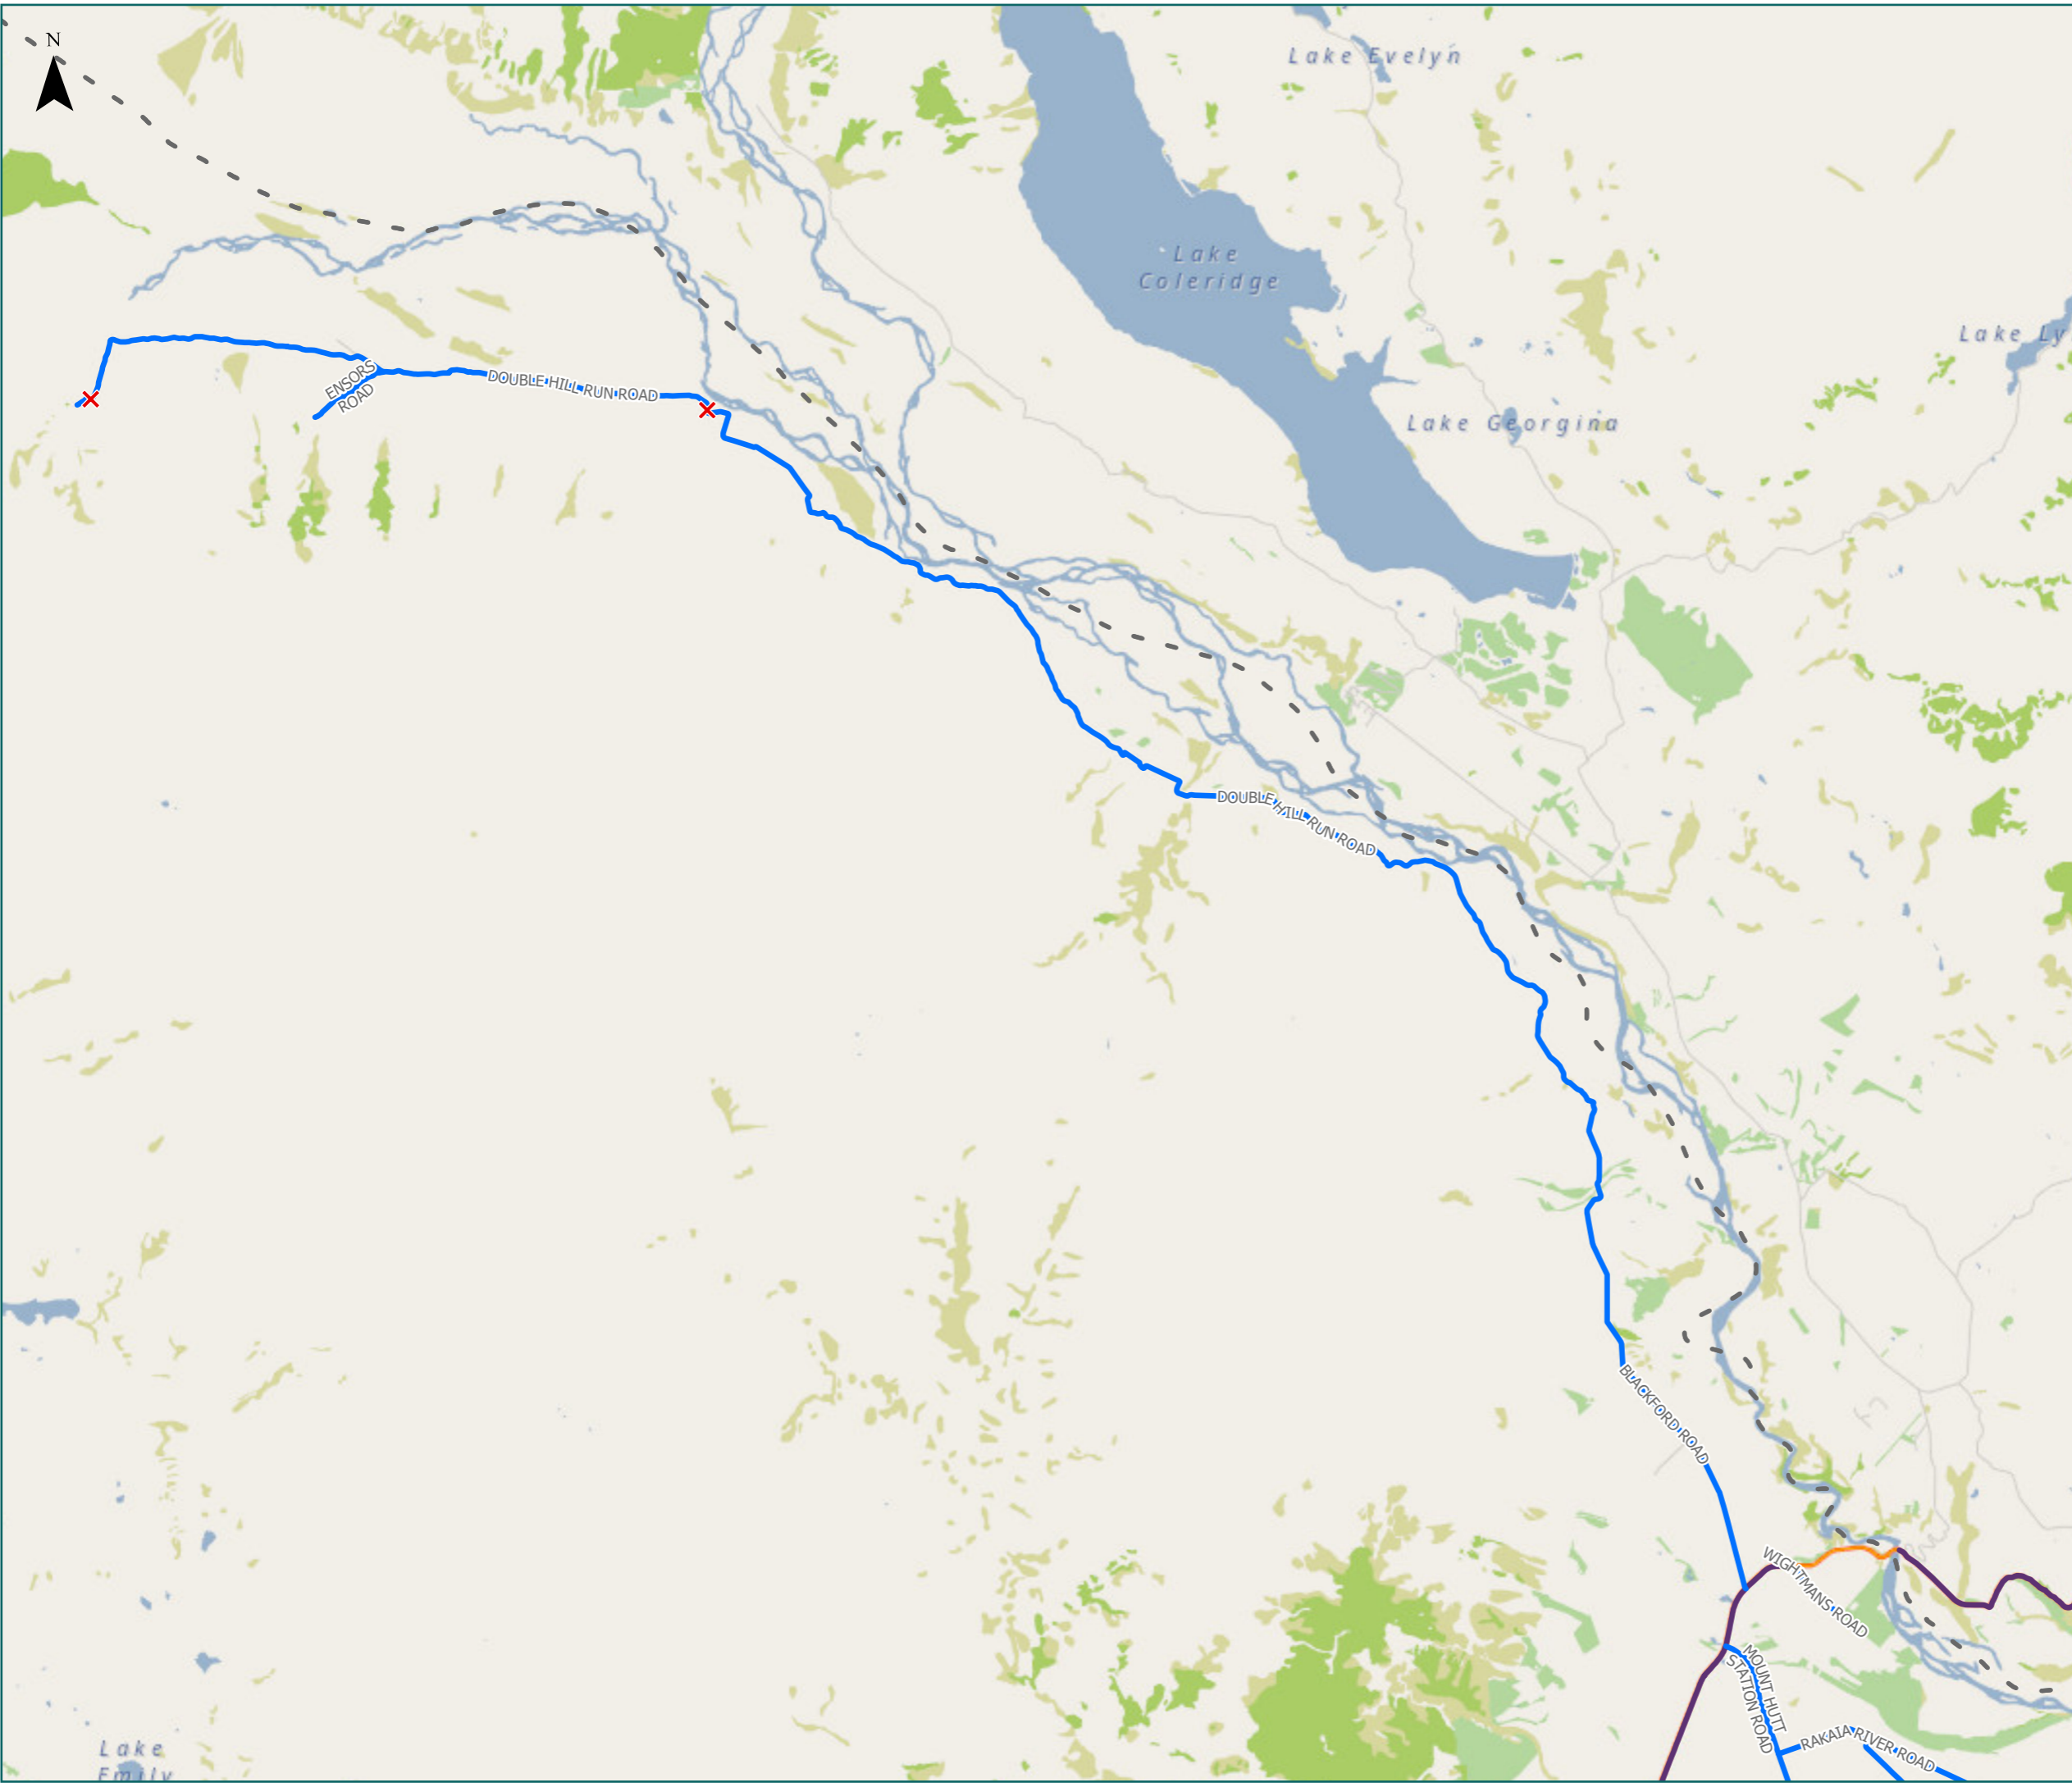 N
Lake Evelyn
Lake
Coleridge
Lake Ly
ENSORS
ROAD
DOUBLE HILL RUN ROAD
Lake Georgina
DOUBLE HILL RUN ROAD
BLACKFORD ROAD
WIGHTMANS ROAD
MOUNT HUTT
STATION ROAD
RAKAIA RIVER ROAD
Lake
Emily